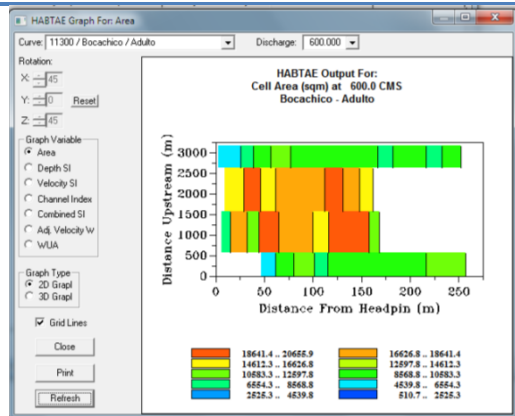 HABTAE Graph For: Area
Curve: 11300 / Bocachico / Adulto
Discharge: 600.000
Rotation:
X: 45
Y: 0 Reset
Z: 45
Graph Variable
Area
Depth SI
Velocity SI
Channel Index
Combined SI
Adj. Velocity W
WUA
Graph Type
2D Grapl
3D Grapl
Grid Lines
Close
Print
Refresh
HABTAE Output For:
Cell Area (sqm) at 600.0 CMS
Bocachico - Adulto
Distance Upstream (m)
3000
2500
2000
1500
1000
500
0
0 50 100 150 200 250
Distance From Headpin (m)
18641.4 .. 20655.9 16626.8 .. 18641.4
14612.3 .. 16626.8 12597.8 .. 14612.3
10583.3 .. 12597.8 8568.8 .. 10583.3
6554.3 .. 8568.8 4539.8 .. 6554.3
2525.3 .. 4539.8 510.7 .. 2525.3